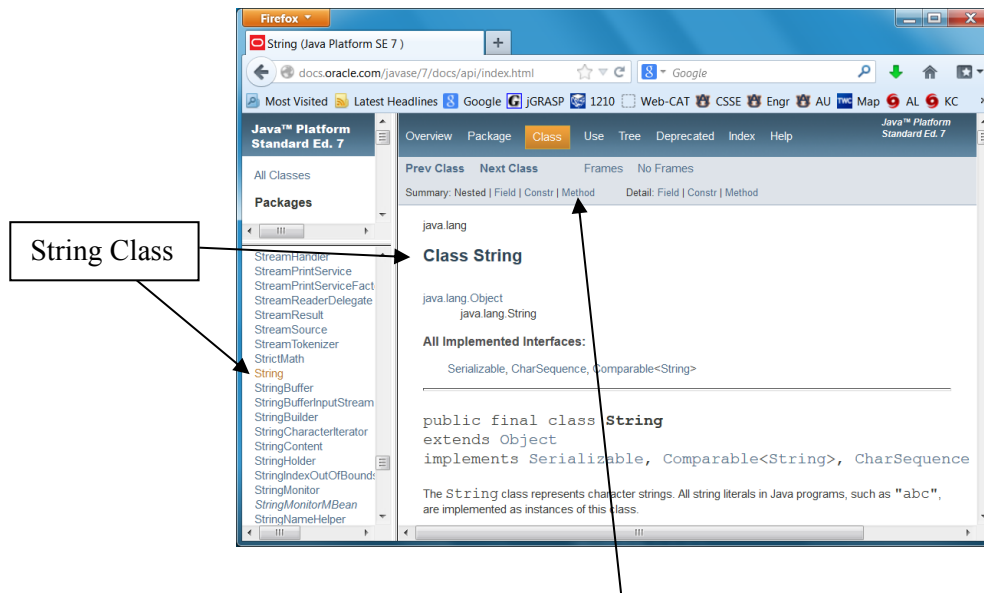 Firefox
String (Java Platform SE 7 )
+
docs.oracle.com/javase/7/docs/api/index.html
Google
Most Visited Latest Headlines Google jGRASP 1210 Web-CAT CSSE Engr AU Map AL KC »
Java™ Platform
Standard Ed. 7
All Classes
Packages
Overview Package Class Use Tree Deprecated Index Help
Java™ Platform
Standard Ed. 7
Prev Class Next Class Frames No Frames
Summary: Nested | Field | Constr | Method Detail: Field | Constr | Method
String Class
StreamHandler
StreamPrintService
StreamPrintServiceFact
StreamReaderDelegate
StreamResult
StreamSource
StreamTokenizer
StrictMath
String
StringBuffer
StringBufferInputStream
StringBuilder
StringCharacterIterator
StringContent
StringHolder
StringIndexOutOfBounds
StringMonitor
StringMonitorMBean
StringNameHelper
java.lang
Class String
java.lang.Object
java.lang.String
All Implemented Interfaces:
Serializable, CharSequence, Comparable<String>
public final class String
extends Object
implements Serializable, Comparable<String>, CharSequence
The String class represents character strings. All string literals in Java programs, such as "abc",
are implemented as instances of this class.